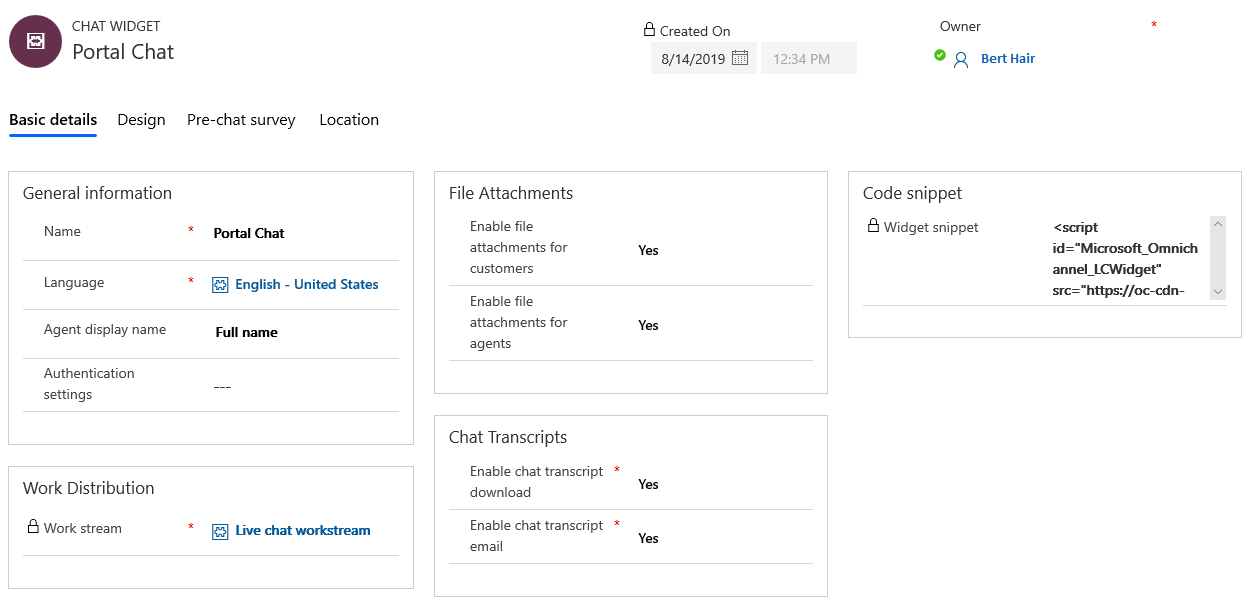 CHAT WIDGET
Portal Chat
Created On
8/14/2019
12:34 PM
Owner
*
Bert Hair
Basic details
Design
Pre-chat survey
Location
General information
Name * Portal Chat
Language * English - United States
Agent display name Full name
Authentication
settings
---
Work Distribution
Work stream * Live chat workstream
File Attachments
Enable file
attachments for
customers
Yes
Enable file
attachments for
agents
Yes
Chat Transcripts
Enable chat transcript *
download
Yes
Enable chat transcript *
email
Yes
Code snippet
Widget snippet
<script
id="Microsoft_Omnich
annel_LCWidget"
src="https://oc-cdn-